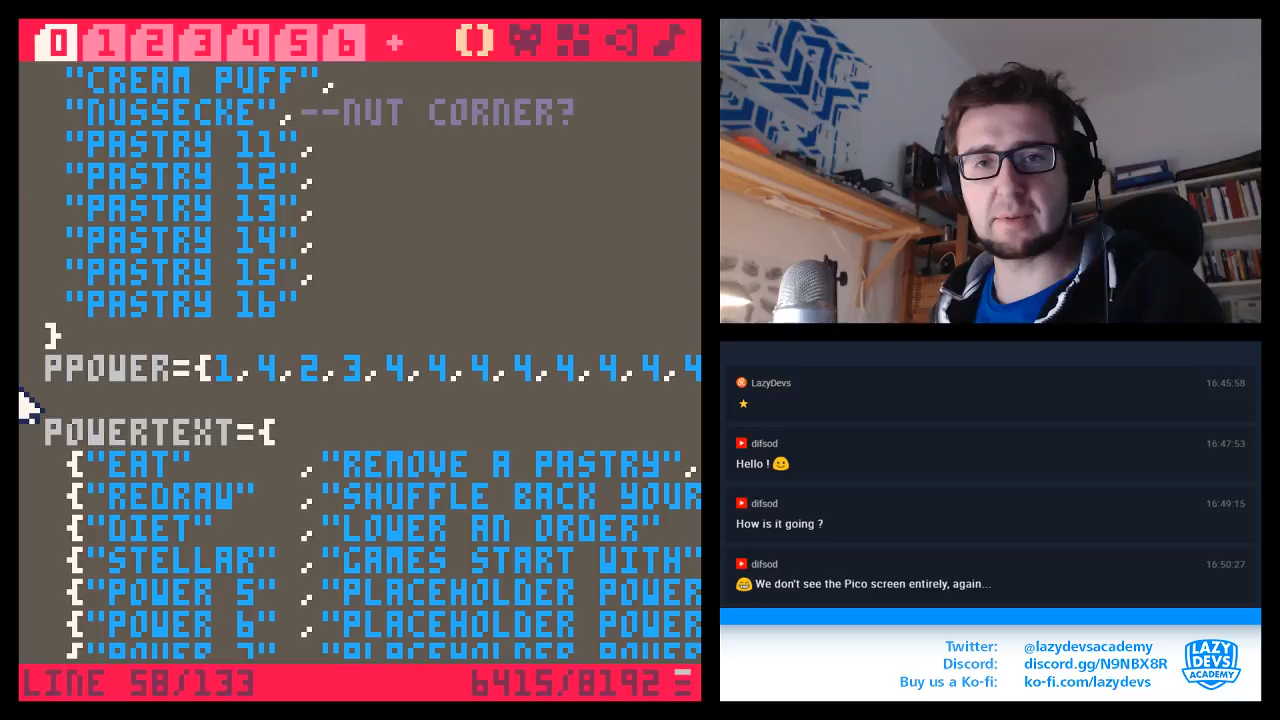 0 1 2 3 4 5 6 +
"CREAM PUFF",
"NUSSECKE",--NUT CORNER?
"PASTRY 11",
"PASTRY 12",
"PASTRY 13",
"PASTRY 14",
"PASTRY 15",
"PASTRY 16"
}
PPOWER={1,4,2,3,4,4,4,4,4,4,4,4
POWERTEXT={
{"EAT" ,"REMOVE A PASTRY",
{"REDRAW" ,"SHUFFLE BACK YOUR
{"DIET" ,"LOWER AN ORDER"
{"STELLAR" ,"GAMES START WITH"
{"POWER 5" ,"PLACEHOLDER POWER
{"POWER 6" ,"PLACEHOLDER POWER
{"POWER 7" ,"PLACEHOLDER POWER
LINE 58/133 6415/8192
LazyDevs 16:45:58
difsod 16:47:53
Hello !
difsod 16:49:15
How is it going ?
difsod 16:50:27
We don't see the Pico screen entirely, again...
Twitter: @lazydevsacademy
Discord: discord.gg/N9NBX8R
Buy us a Ko-fi: ko-fi.com/lazydevs
LAZY
DEVS
ACADEMY